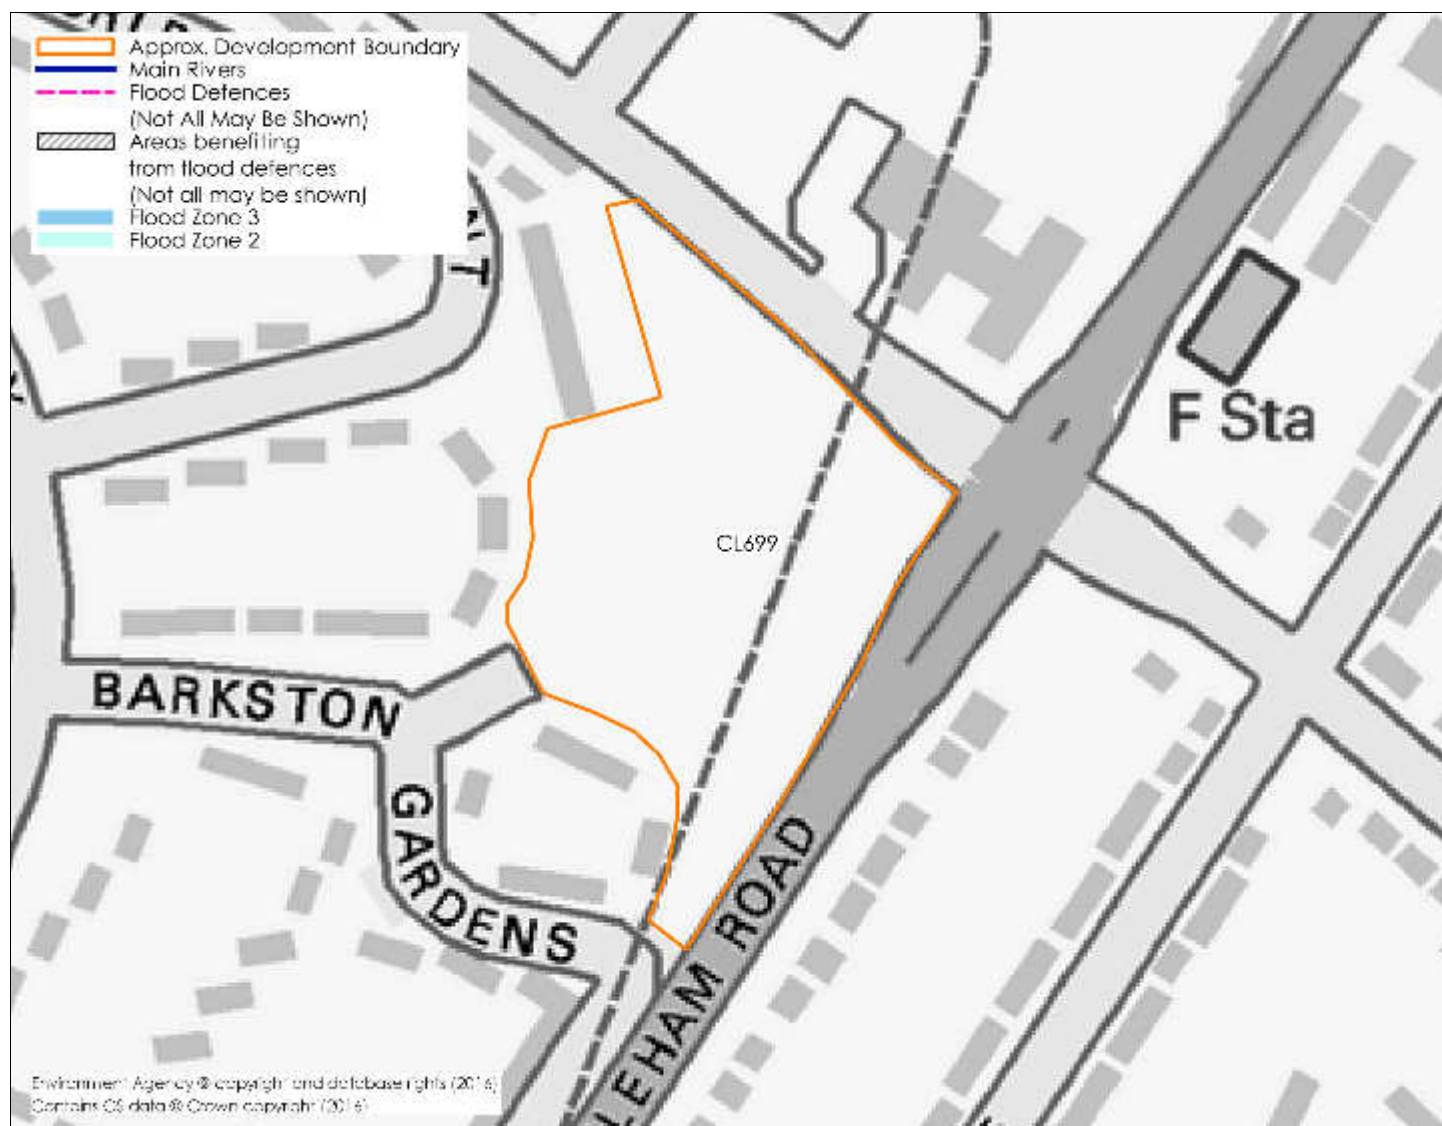 Approx. Development Boundary
Main Rivers
Flood Defences
(Not All May Be Shown)
Areas benefiting
from flood defences
(Not all may be shown)
Flood Zone 3
Flood Zone 2
F Sta
CL699
BARKSTON
GARDENS
LEHAM ROAD
Environment Agency © copyright and database rights (2016)
Contains OS data © Crown copyright (2016)